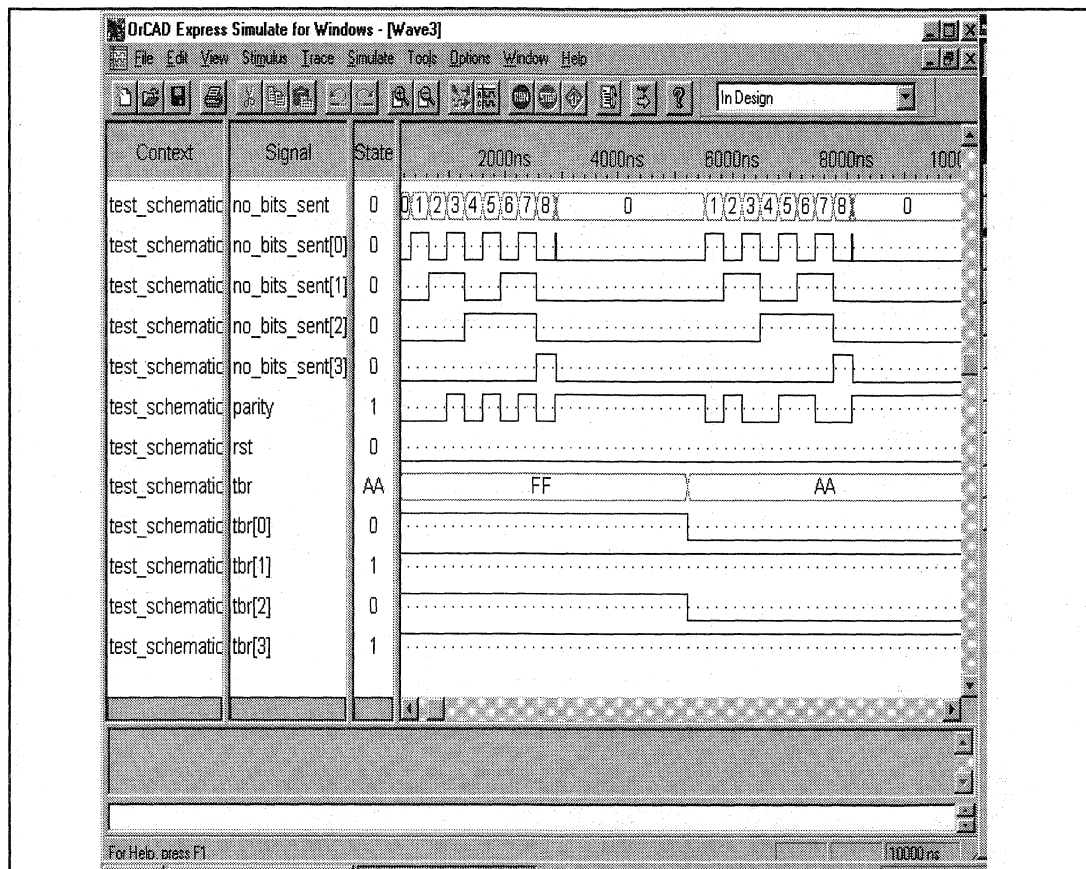 OrCAD Express Simulate for Windows - [Wave3]
File Edit View Stimulus Trace Simulate Tools Options Window Help
RUN STOP In Design
Context Signal State 2000ns 4000ns 6000ns 8000ns 1000
test_schematic no_bits_sent 0 0 1 2 3 4 5 6 7 8 0 1 2 3 4 5 6 7 8 0
test_schematic no_bits_sent[0] 0
test_schematic no_bits_sent[1] 0
test_schematic no_bits_sent[2] 0
test_schematic no_bits_sent[3] 0
test_schematic parity 1
test_schematic rst 0
test_schematic tbr AA FF AA
test_schematic tbr[0] 0
test_schematic tbr[1] 1
test_schematic tbr[2] 0
test_schematic tbr[3] 1
For Help, press F1 10000 ns